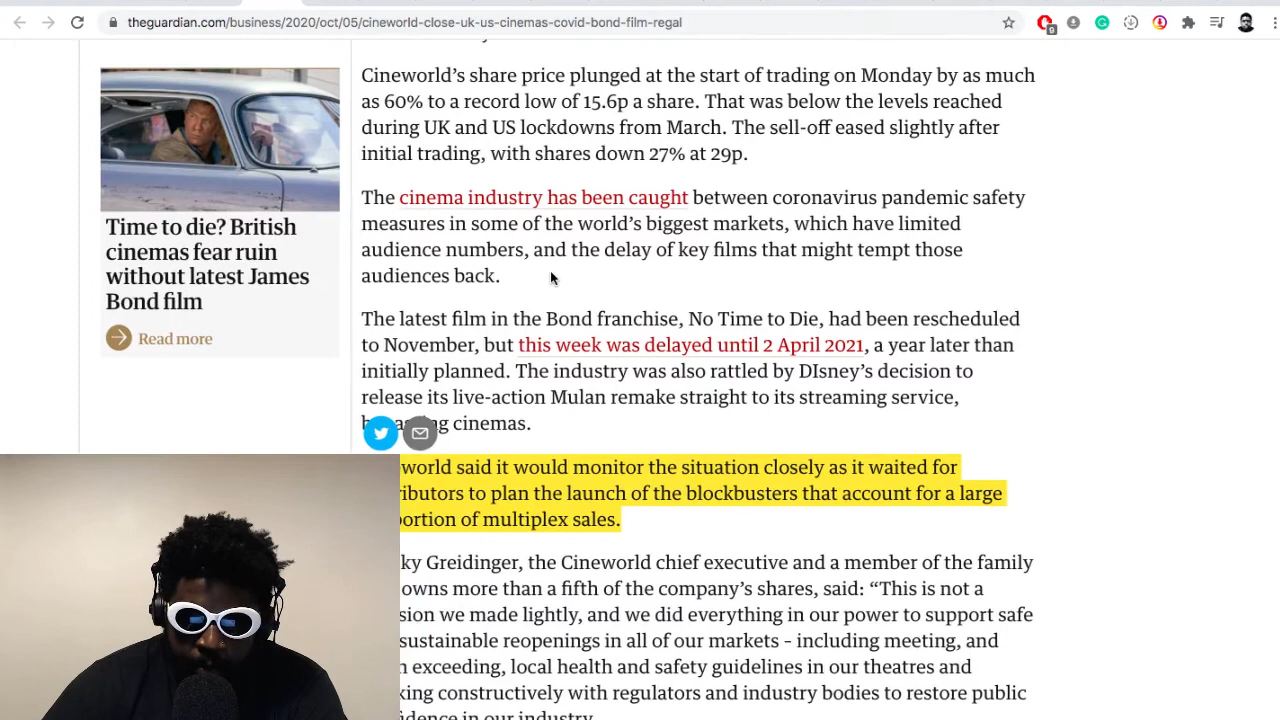 theguardian.com/business/2020/oct/05/cineworld-close-uk-us-cinemas-covid-bond-film-regal
9
Cineworld’s share price plunged at the start of trading on Monday by as much
as 60% to a record low of 15.6p a share. That was below the levels reached
during UK and US lockdowns from March. The sell-off eased slightly after
initial trading, with shares down 27% at 29p.
Time to die? British
cinemas fear ruin
without latest James
Bond film
Read more
The cinema industry has been caught between coronavirus pandemic safety
measures in some of the world’s biggest markets, which have limited
audience numbers, and the delay of key films that might tempt those
audiences back.
The latest film in the Bond franchise, No Time to Die, had been rescheduled
to November, but this week was delayed until 2 April 2021, a year later than
initially planned. The industry was also rattled by DIsney’s decision to
release its live-action Mulan remake straight to its streaming service,
cinemas.
world said it would monitor the situation closely as it waited for
ributors to plan the launch of the blockbusters that account for a large
portion of multiplex sales.
ky Greidinger, the Cineworld chief executive and a member of the family
owns more than a fifth of the company’s shares, said: “This is not a
sion we made lightly, and we did everything in our power to support safe
sustainable reopenings in all of our markets – including meeting, and
n exceeding, local health and safety guidelines in our theatres and
king constructively with regulators and industry bodies to restore public
fidence in our industry.